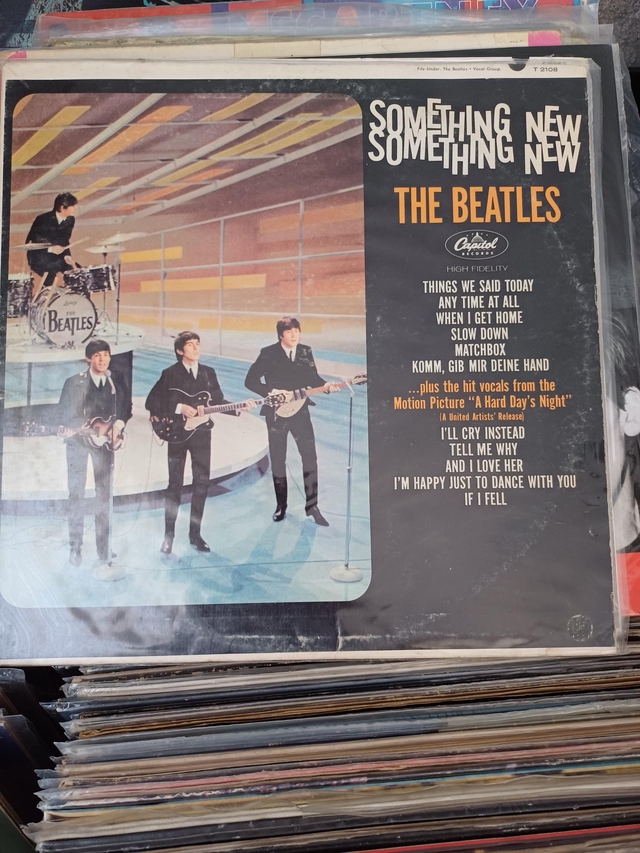 File Under: The Beatles • Vocal Group
T 2108
SOMETHING NEW
SOMETHING NEW
THE BEATLES
Capitol
RECORDS
HIGH FIDELITY
THINGS WE SAID TODAY
ANY TIME AT ALL
WHEN I GET HOME
SLOW DOWN
MATCHBOX
KOMM, GIB MIR DEINE HAND
...plus the hit vocals from the
Motion Picture "A Hard Day's Night"
(A United Artists' Release)
I'LL CRY INSTEAD
TELL ME WHY
AND I LOVE HER
I'M HAPPY JUST TO DANCE WITH YOU
IF I FELL
Ludwig
THE
BEATLES